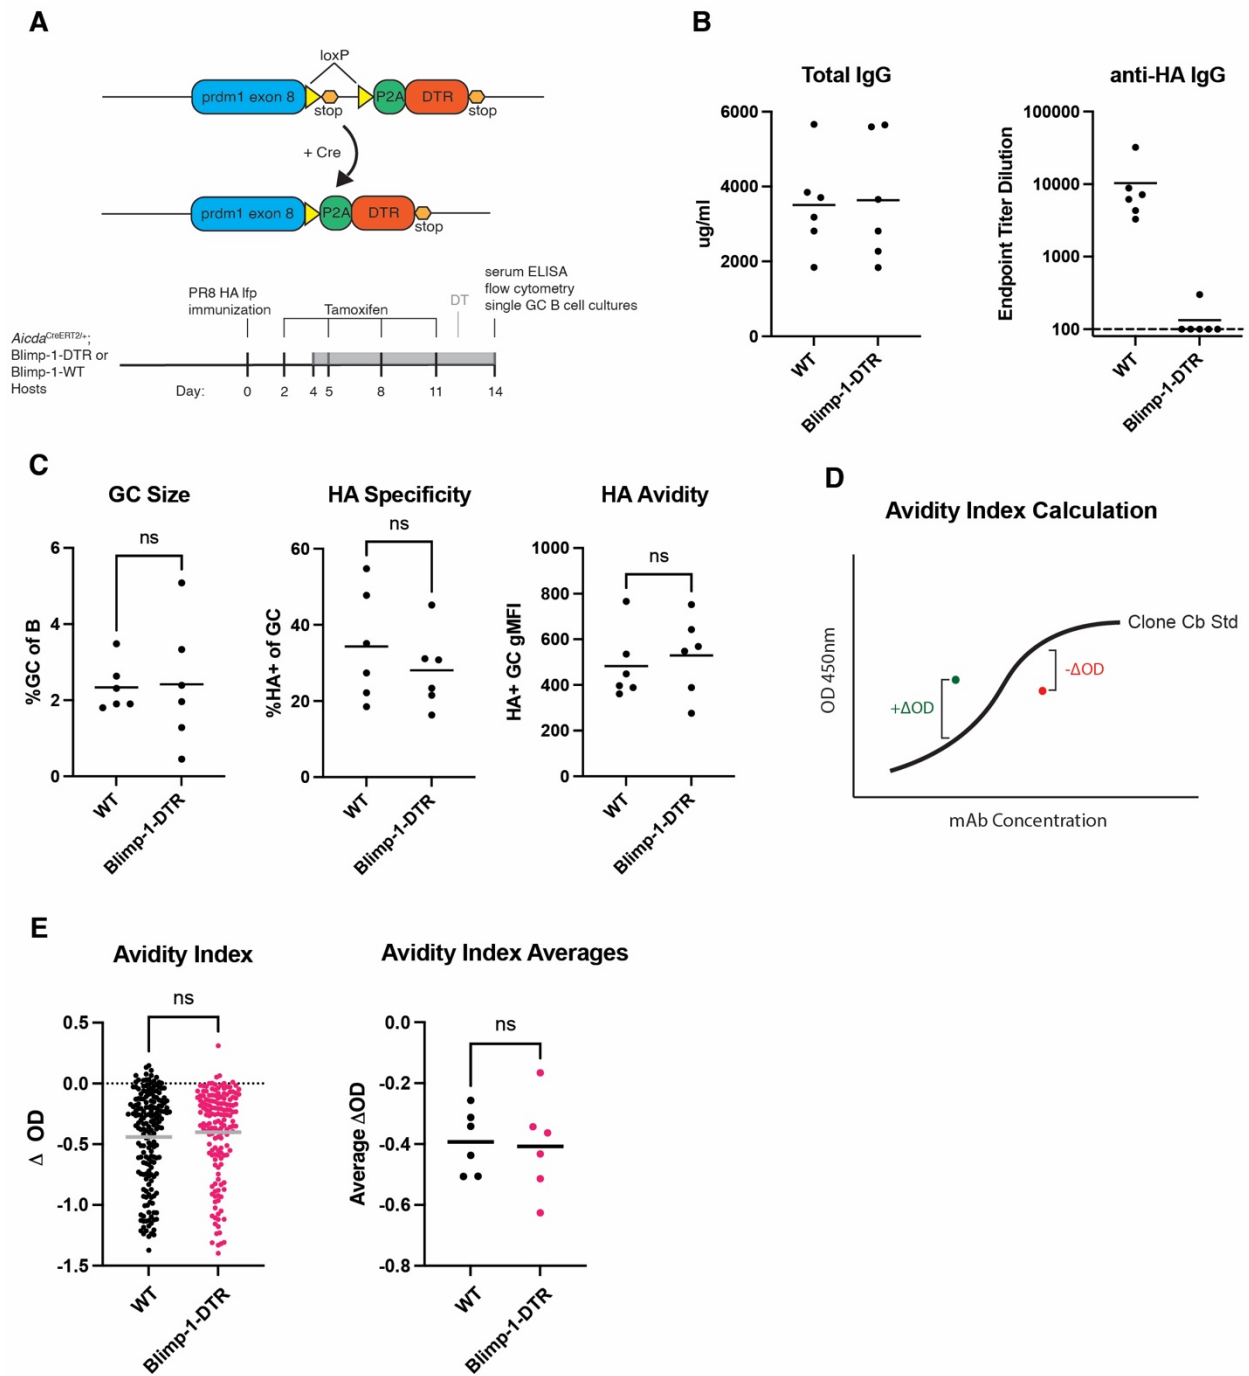 A
loxP
prdm1 exon 8
P2A
DTR
stop
stop
+ Cre
prdm1 exon 8
P2A
DTR
stop
PR8 HA Ifp
immunization
Tamoxifen
DT
serum ELISA
flow cytometry
single GC B cell cultures
AicdaCreERT2/+;
Blimp-1-DTR or
Blimp-1-WT
Hosts
Day: 0 2 4 5 8 11 14
B
Total IgG
ug/ml
6000
4000
2000
0
WT
Blimp-1-DTR
anti-HA IgG
Endpoint Titer Dilution
100000
10000
1000
100
WT
Blimp-1-DTR
C
GC Size
ns
%GC of B
6
4
2
0
WT
Blimp-1-DTR
HA Specificity
ns
%HA+ of GC
60
40
20
0
WT
Blimp-1-DTR
HA Avidity
ns
HA+ GC gMFI
1000
800
600
400
200
0
WT
Blimp-1-DTR
D
Avidity Index Calculation
OD 450nm
Clone Cb Std
+ΔOD
-ΔOD
mAb Concentration
E
Avidity Index
ns
Δ OD
0.5
0.0
-0.5
-1.0
-1.5
WT
Blimp-1-DTR
Avidity Index Averages
ns
Average ΔOD
0.0
-0.2
-0.4
-0.6
-0.8
WT
Blimp-1-DTR